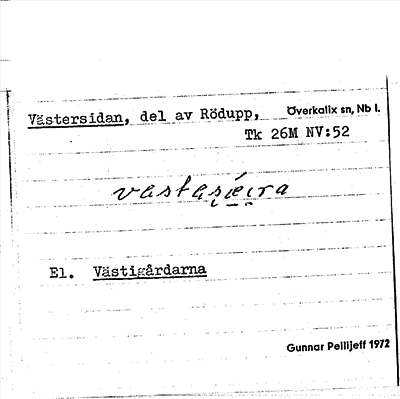 Västersidan, del av Rödupp, Överkalix sn, Nb l.
Tk 26M NV:52
El. Västigårdarna
Gunnar Pellijeff 1972